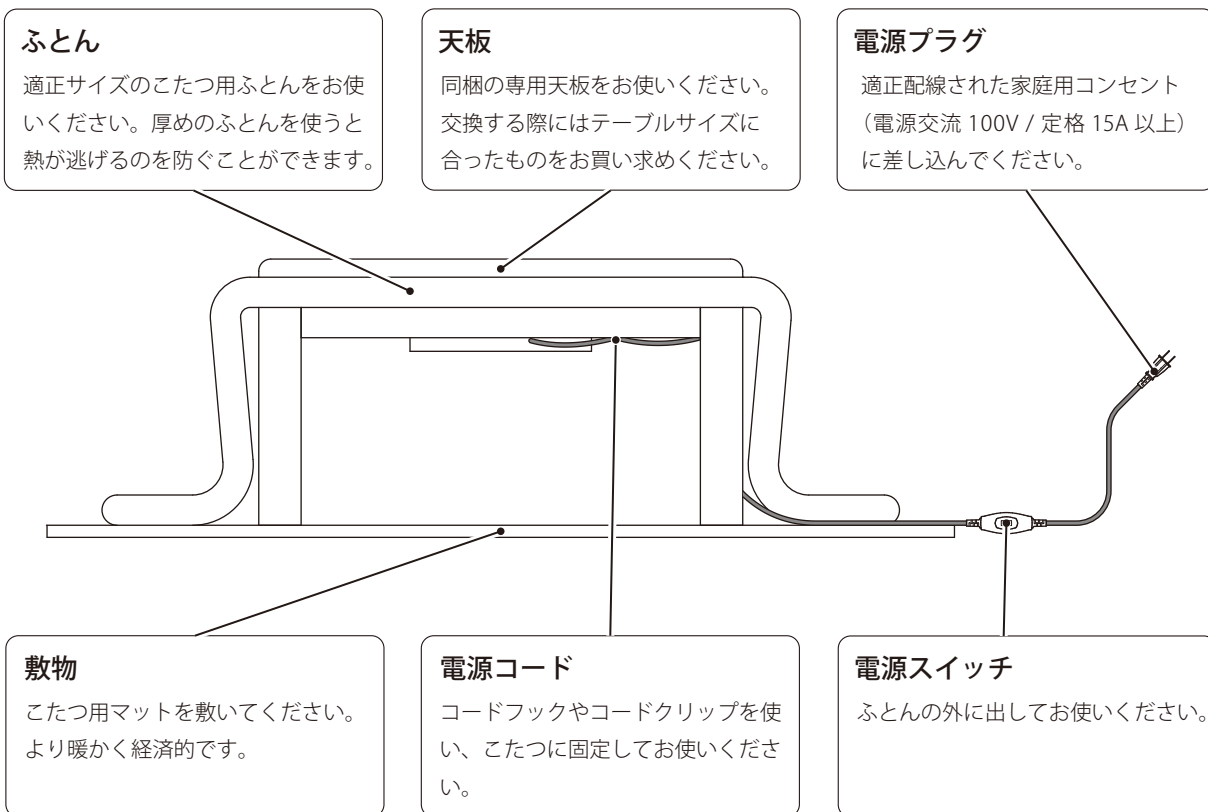 ふとん
適正サイズのこたつ用ふとんをお使
いください。厚めのふとんを使うと
熱が逃げるのを防ぐことができます。
天板
同梱の専用天板をお使いください。
交換する際にはテーブルサイズに
合ったものをお買い求めください。
電源プラグ
適正配線された家庭用コンセント
（電源交流 100V / 定格 15A 以上）
に差し込んでください。
敷物
こたつ用マットを敷いてください。
より暖かく経済的です。
電源コード
コードフックやコードクリップを使
い、こたつに固定してお使いくださ
い。
電源スイッチ
ふとんの外に出してお使いください。